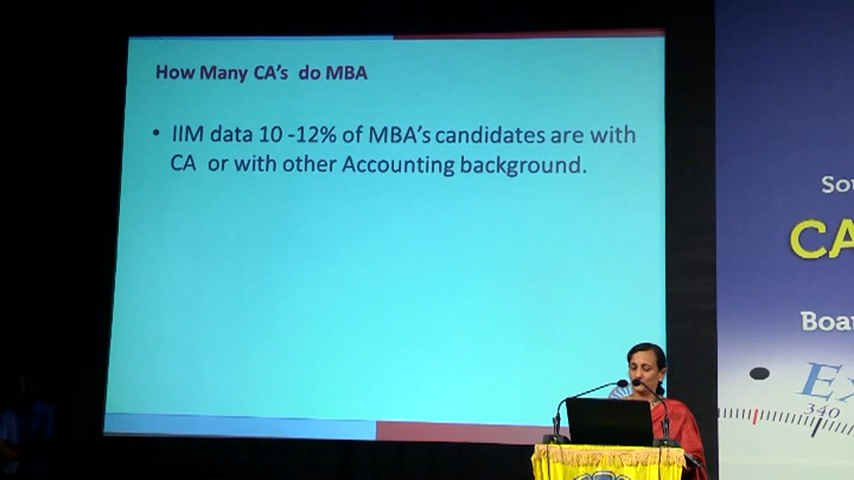 How Many CA's do MBA
• IIM data 10 -12% of MBA's candidates are with
CA or with other Accounting background.
CA
340